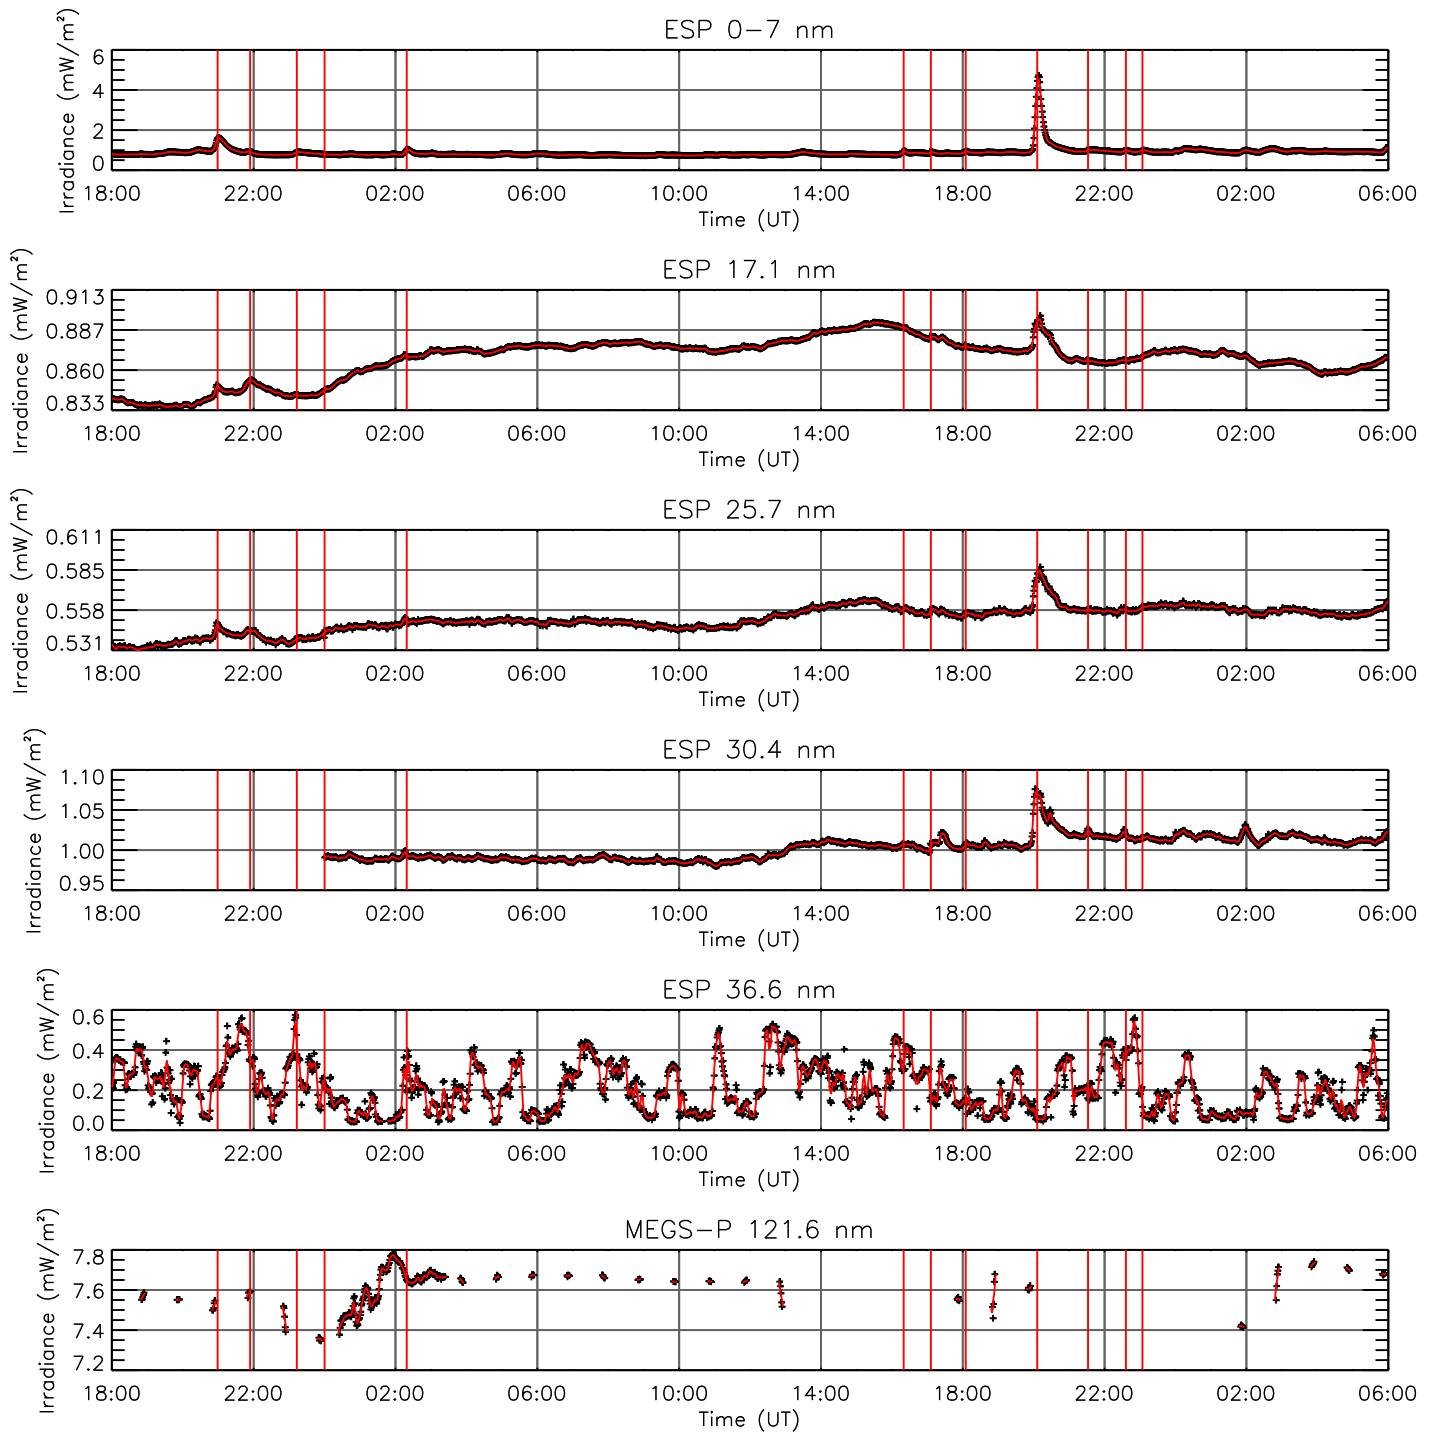 ESP 0-7 nm
Irradiance (mW/m²)
6
4
2
0
18:00 22:00 02:00 06:00 10:00 14:00 18:00 22:00 02:00 06:00
Time (UT)
ESP 17.1 nm
Irradiance (mW/m²)
0.913
0.887
0.860
0.833
18:00 22:00 02:00 06:00 10:00 14:00 18:00 22:00 02:00 06:00
Time (UT)
ESP 25.7 nm
Irradiance (mW/m²)
0.611
0.585
0.558
0.531
18:00 22:00 02:00 06:00 10:00 14:00 18:00 22:00 02:00 06:00
Time (UT)
ESP 30.4 nm
Irradiance (mW/m²)
1.10
1.05
1.00
0.95
18:00 22:00 02:00 06:00 10:00 14:00 18:00 22:00 02:00 06:00
Time (UT)
ESP 36.6 nm
Irradiance (mW/m²)
0.6
0.4
0.2
0.0
18:00 22:00 02:00 06:00 10:00 14:00 18:00 22:00 02:00 06:00
Time (UT)
MEGS-P 121.6 nm
Irradiance (mW/m²)
7.8
7.6
7.4
7.2
18:00 22:00 02:00 06:00 10:00 14:00 18:00 22:00 02:00 06:00
Time (UT)